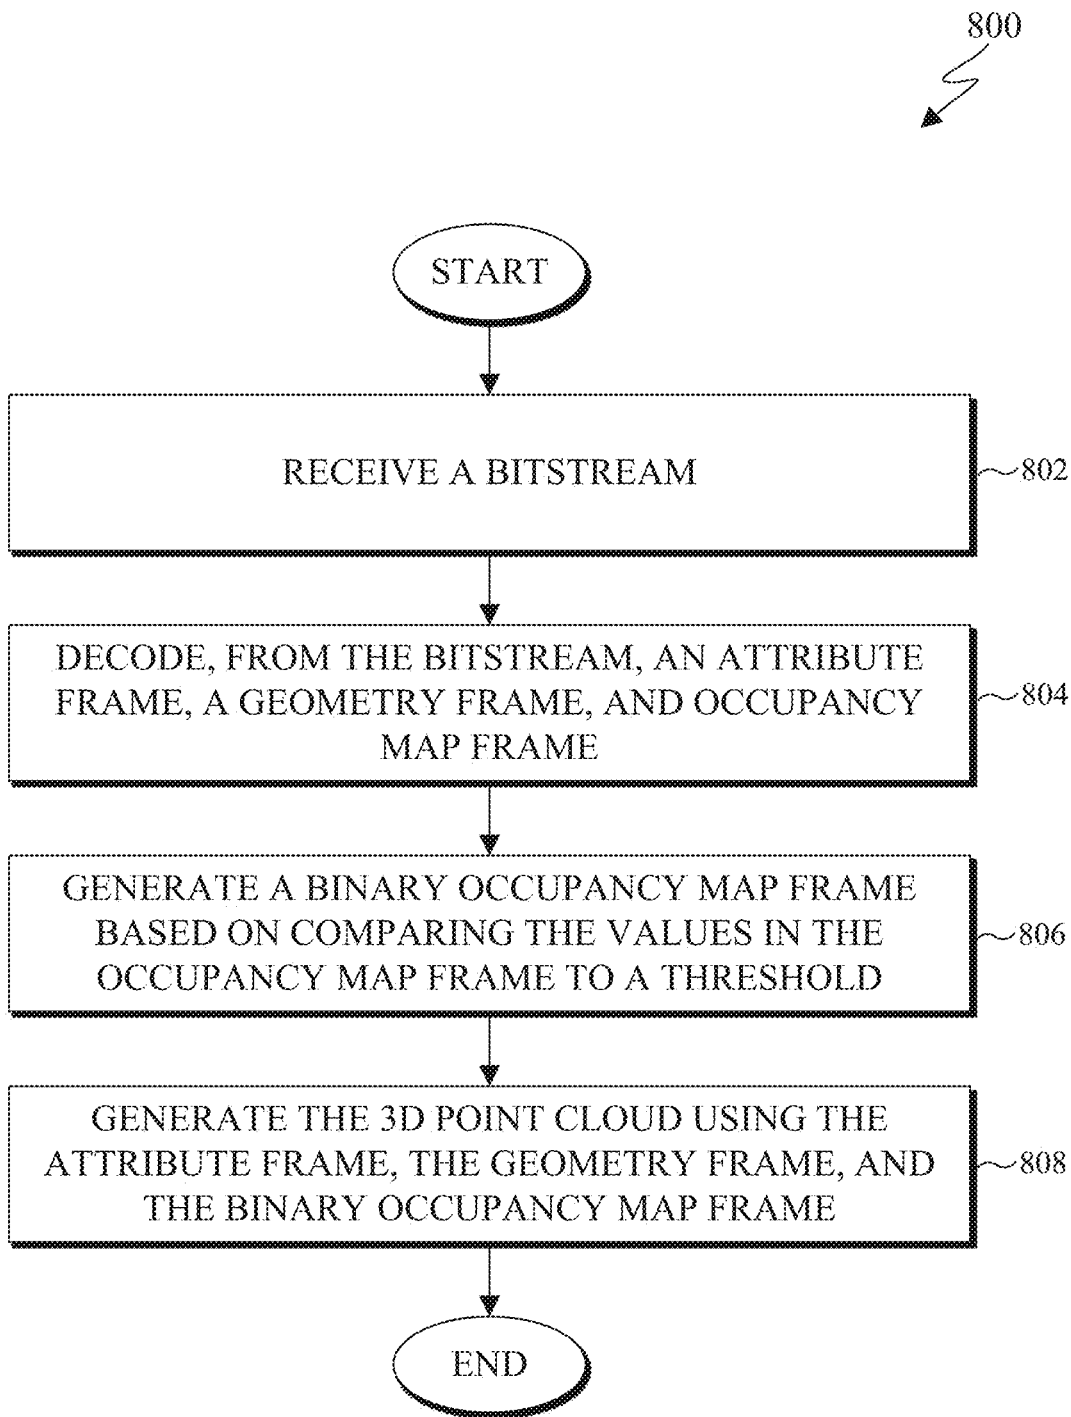 800
START
RECEIVE A BITSTREAM
802
DECODE, FROM THE BITSTREAM, AN ATTRIBUTE
FRAME, A GEOMETRY FRAME, AND OCCUPANCY
MAP FRAME
804
GENERATE A BINARY OCCUPANCY MAP FRAME
BASED ON COMPARING THE VALUES IN THE
OCCUPANCY MAP FRAME TO A THRESHOLD
806
GENERATE THE 3D POINT CLOUD USING THE
ATTRIBUTE FRAME, THE GEOMETRY FRAME, AND
THE BINARY OCCUPANCY MAP FRAME
808
END